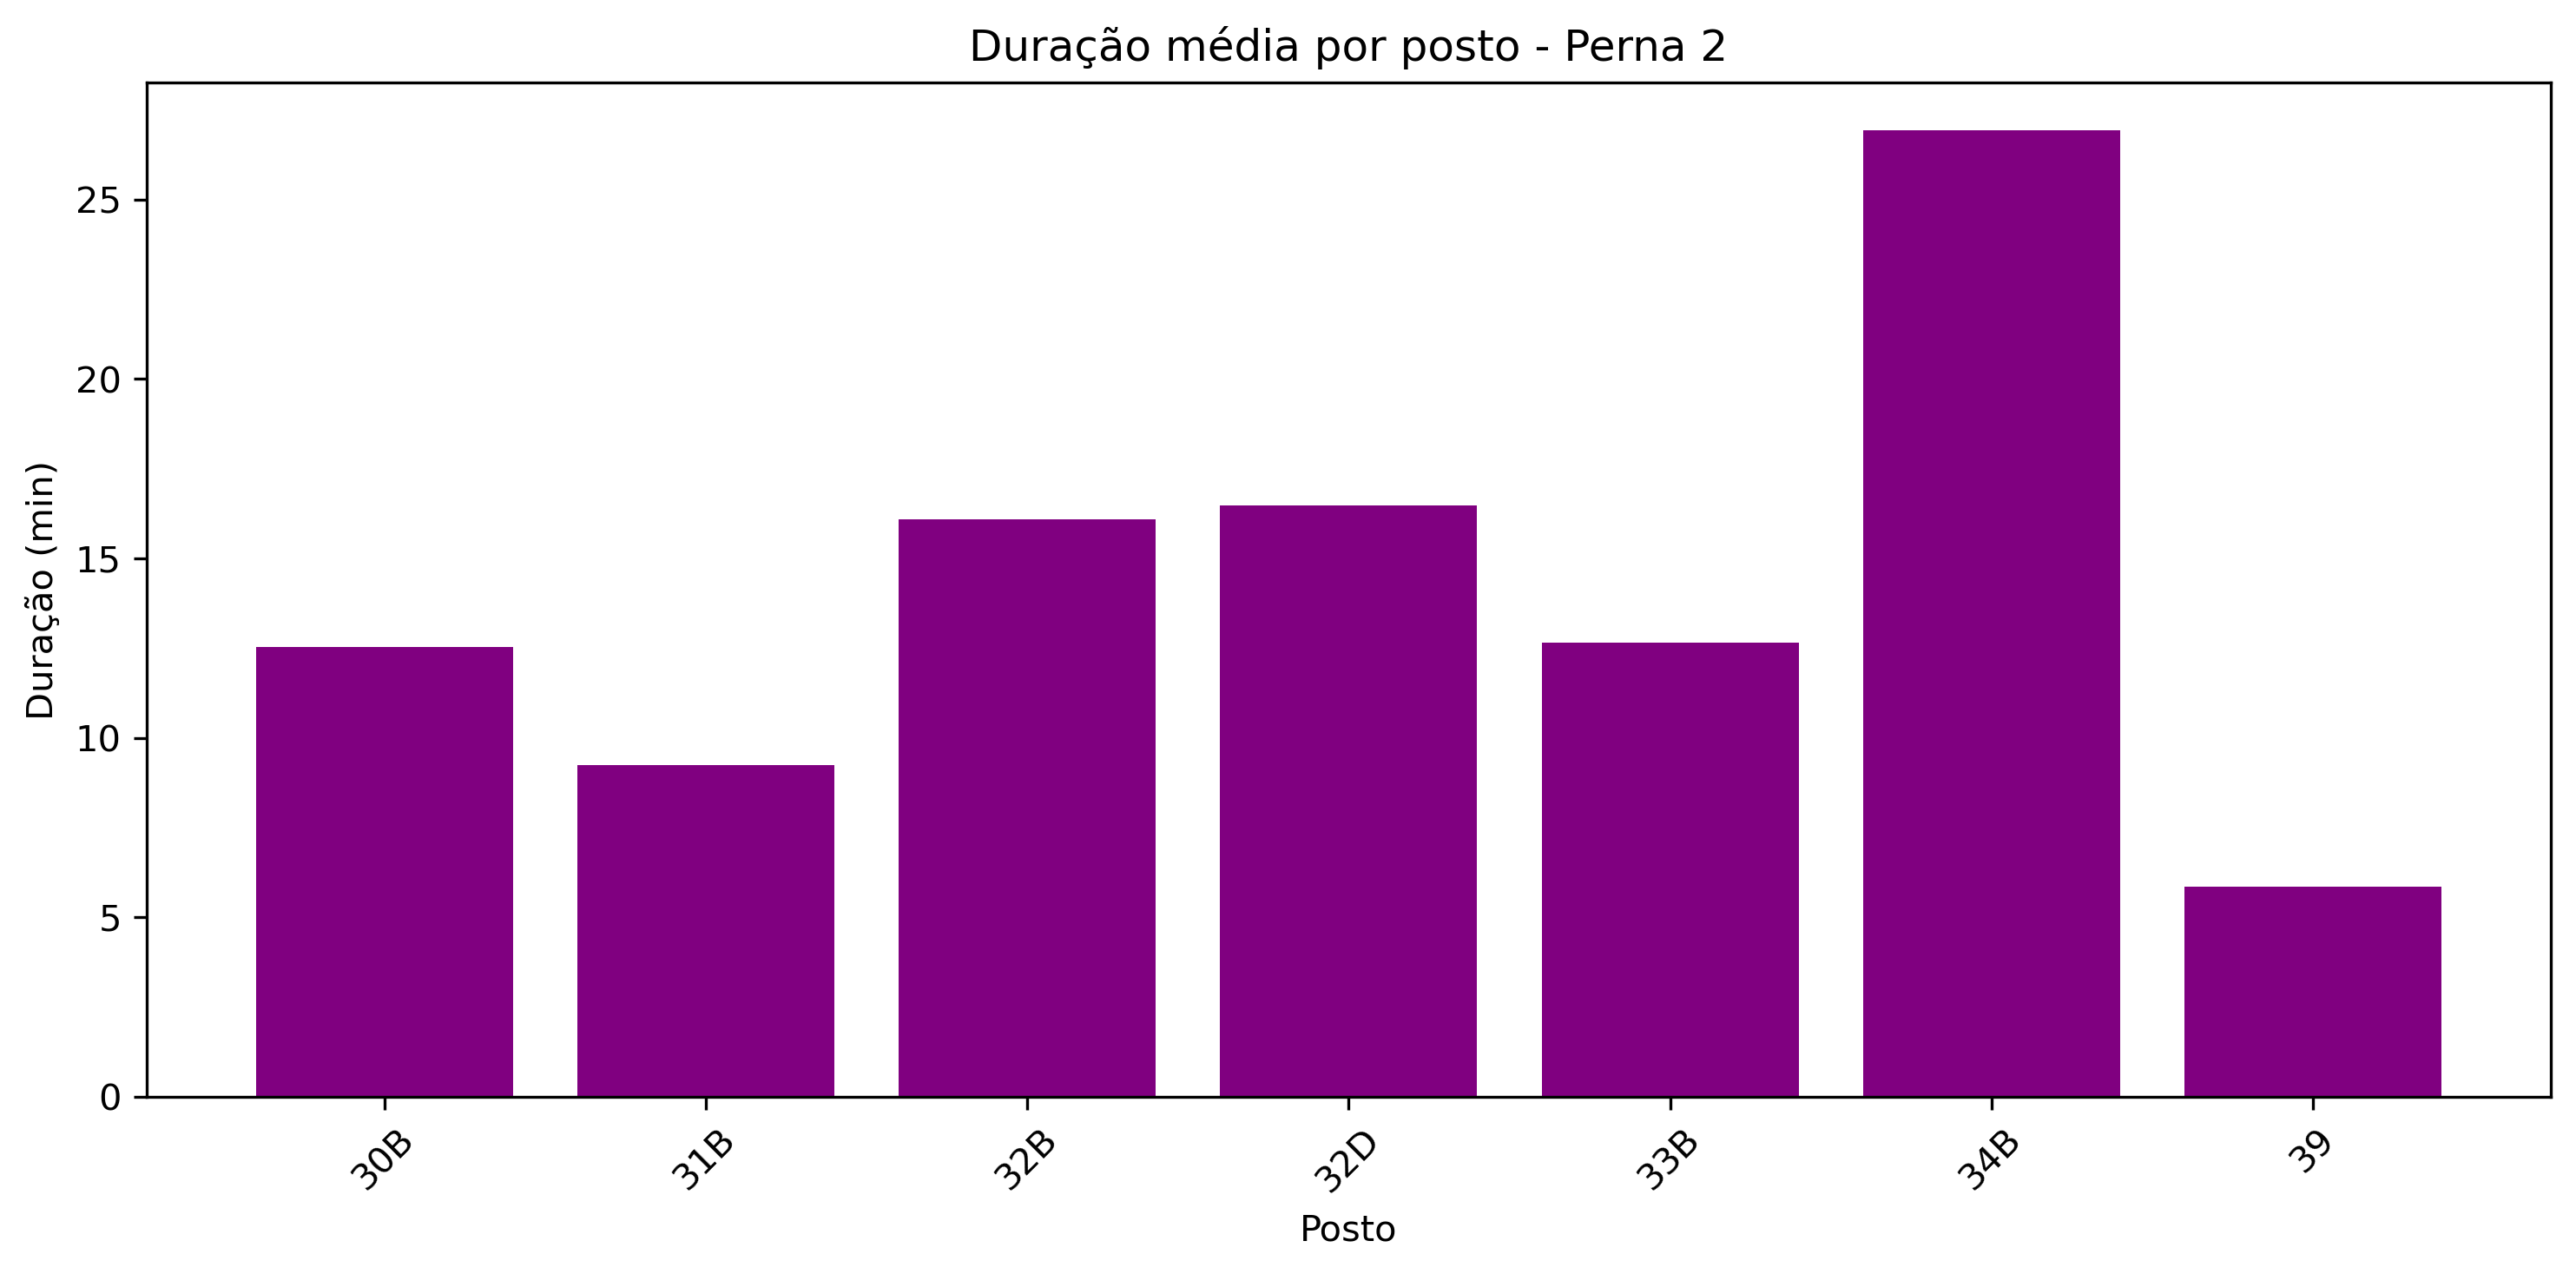 Duração média por posto - Perna 2
Duração (min)
25
20
15
10
5
0
30B
31B
32B
32D
33B
34B
39
Posto